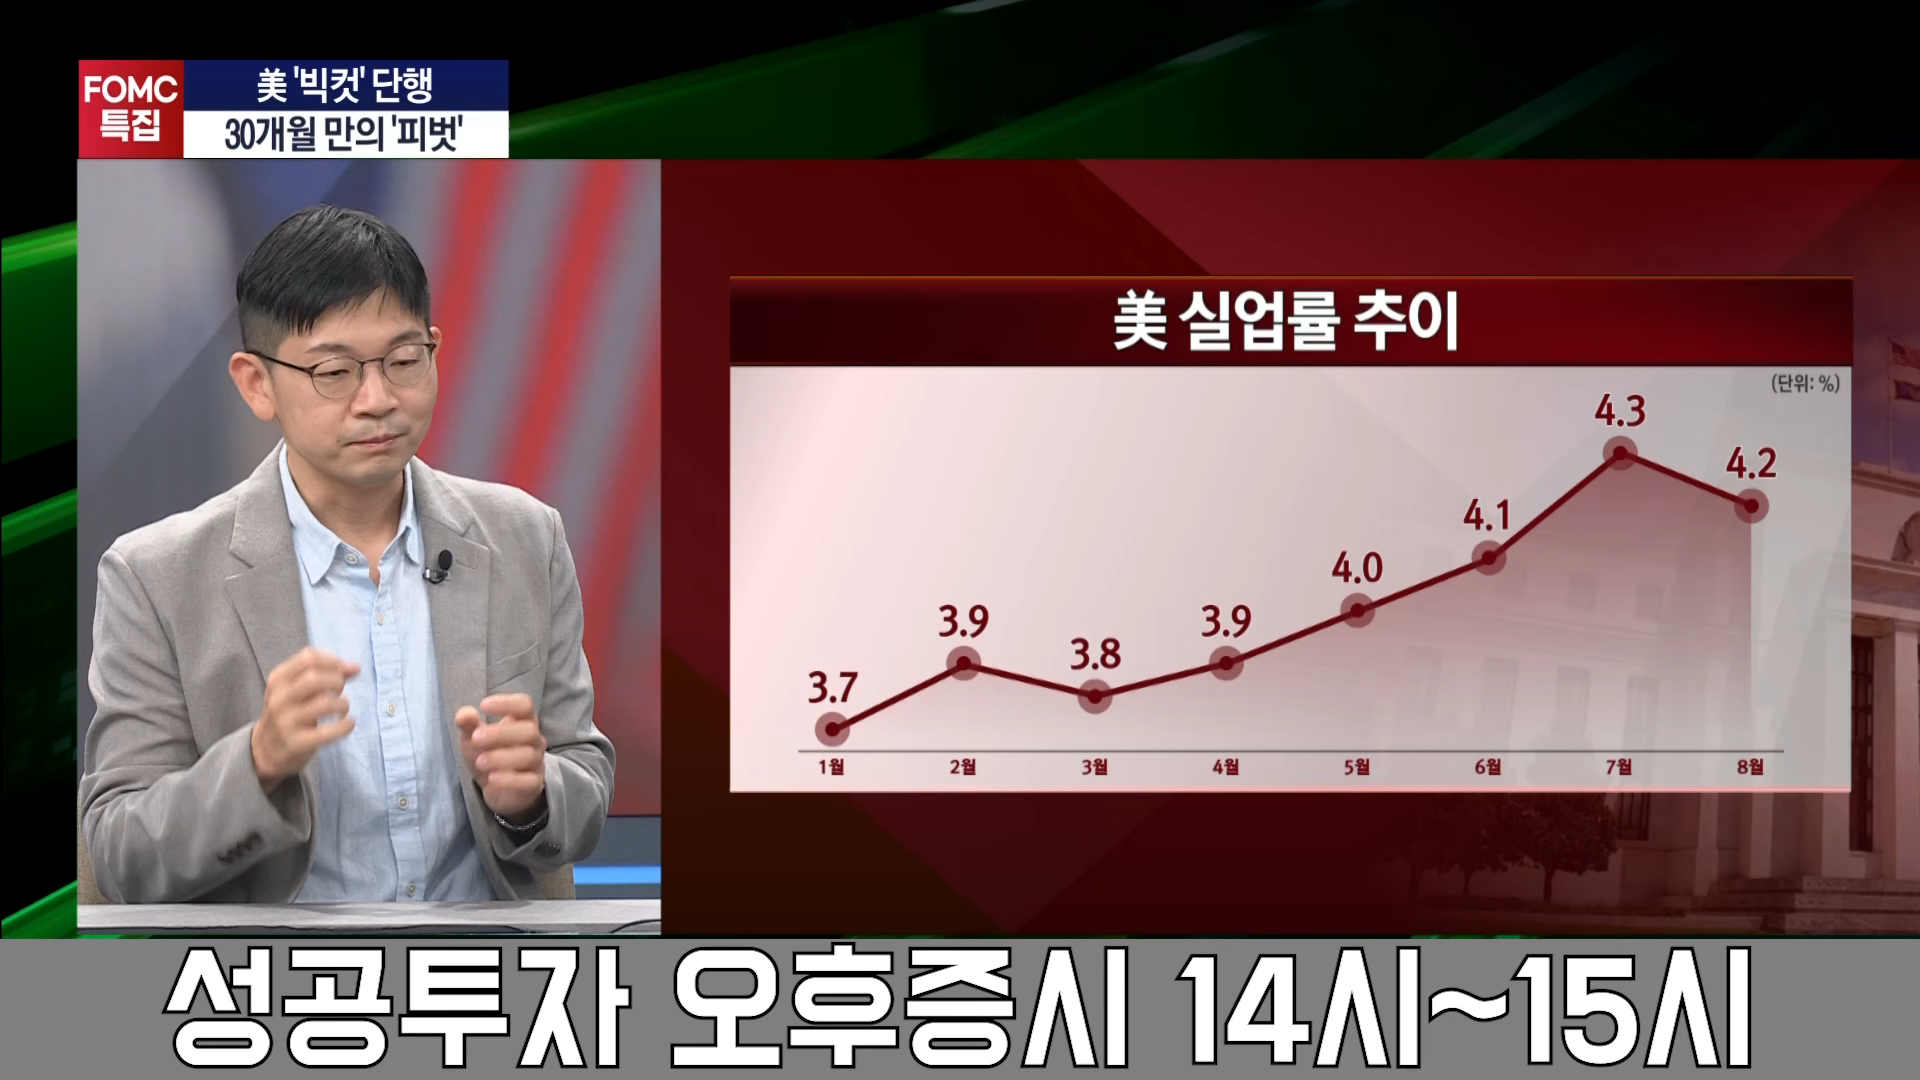 FOMC
특집
美 '빅컷' 단행
30개월 만의 '피벗'
美 실업률 추이
(단위: %)
3.7
3.9
3.8
3.9
4.0
4.1
4.3
4.2
1월 2월 3월 4월 5월 6월 7월 8월
성공투자 오후증시 14시~15시